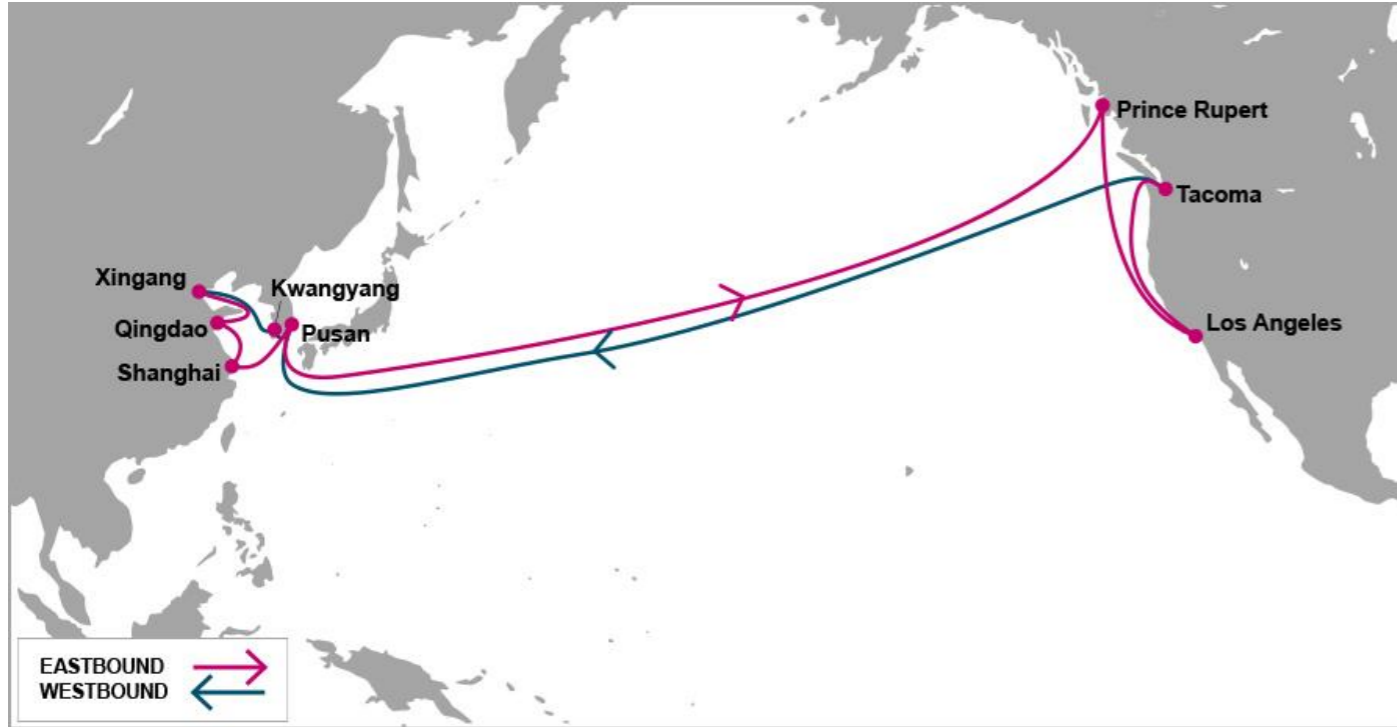 Prince Rupert
Tacoma
Xingang
Kwangyang
Qingdao
Pusan
Los Angeles
Shanghai
EASTBOUND
WESTBOUND